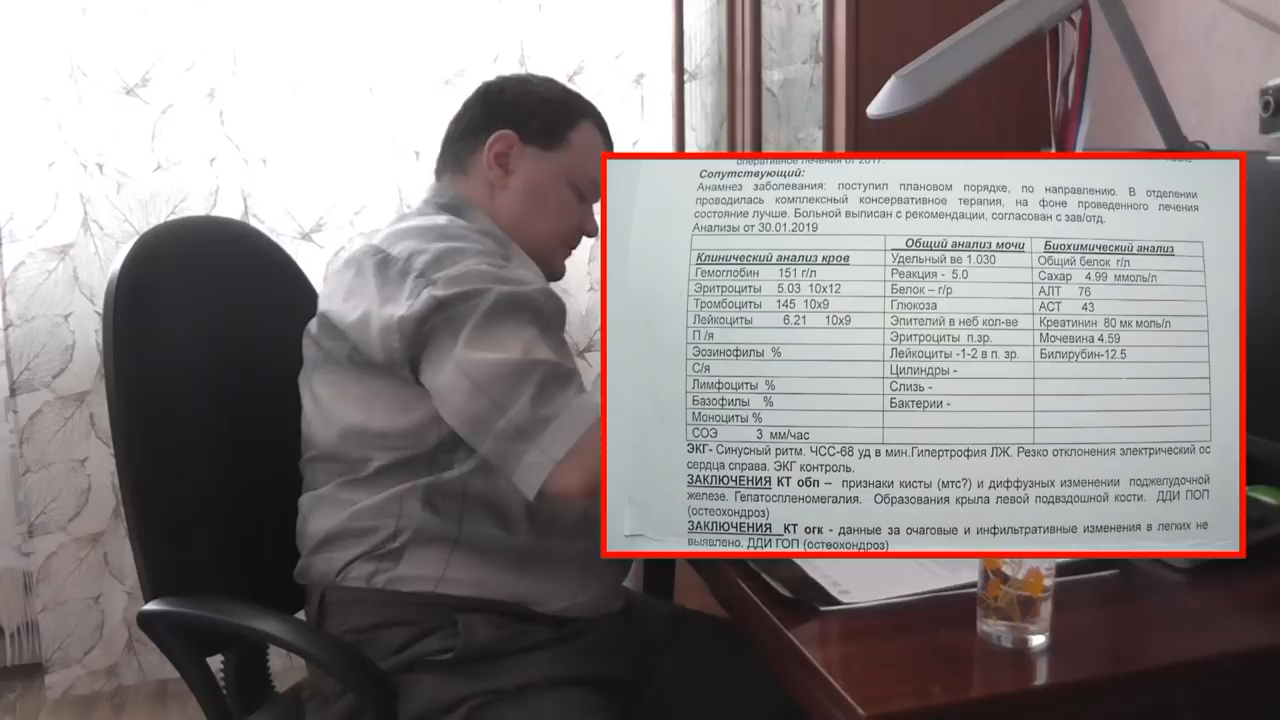 оперативное лечения от 2017.
Сопутствующий:
Анамнез заболевания: поступил плановом порядке, по направлению. В отделении
проводилась комплексный консервативное терапия, на фоне проведенного лечения
состояние лучше. Больной выписан с рекомендации, согласован с зав/отд.
Анализы от 30.01.2019
Клинический анализ кров Общий анализ мочи Биохимический анализ
Удельный ве 1.030 Общий белок г/л
Гемоглобин 151 г/л Реакция - 5.0 Сахар 4.99 ммоль/л
Эритроциты 5.03 10х12 Белок – г/р АЛТ 76
Тромбоциты 145 10х9 Глюкоза АСТ 43
Лейкоциты 6.21 10х9 Эпителий в неб кол-ве Креатинин 80 мк моль/л
П /я Эритроциты п.зр. Мочевина 4.59
Эозинофилы % Лейкоциты -1-2 в п. зр. Билирубин-12.5
С/я Цилиндры -
Лимфоциты % Слизь -
Базофилы % Бактерии -
Моноциты %
СОЭ 3 мм/час
ЭКГ- Синусный ритм. ЧСС-68 уд в мин.Гипертрофия ЛЖ. Резко отклонения электрический ос
сердца справа. ЭКГ контроль.
ЗАКЛЮЧЕНИЯ КТ обп – признаки кисты (мтс?) и диффузных изменении поджелудочной
железе. Гепатоспленомегалия. Образования крыла левой подвздошной кости. ДДИ ПОП
(остеохондроз)
ЗАКЛЮЧЕНИЯ КТ огк - данные за очаговые и инфильтративные изменения в легких не
выявлено. ДДИ ГОП (остеохондроз)